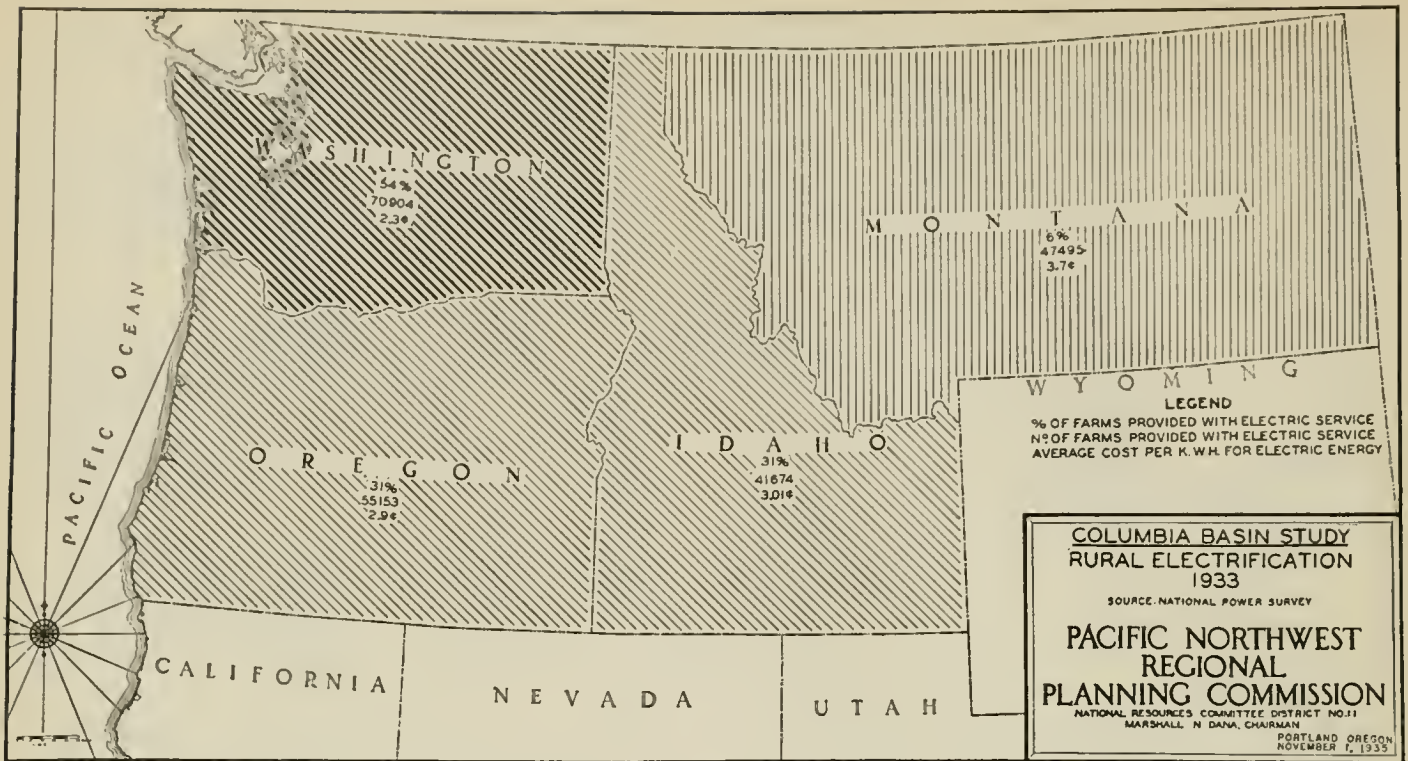 WASHINGTON
54%
70904
2.3¢
MONTANA
6%
47495
3.7¢
PACIFIC OCEAN
OREGON
31%
55153
2.9¢
IDAHO
31%
41674
3.01¢
WYOMING
LEGEND
% OF FARMS PROVIDED WITH ELECTRIC SERVICE
Nº OF FARMS PROVIDED WITH ELECTRIC SERVICE
AVERAGE COST PER K.W.H. FOR ELECTRIC ENERGY
CALIFORNIA
NEVADA
UTAH
COLUMBIA BASIN STUDY
RURAL ELECTRIFICATION
1933
SOURCE-NATIONAL POWER SURVEY
PACIFIC NORTHWEST
REGIONAL
PLANNING COMMISSION
NATIONAL RESOURCES COMMITTEE DISTRICT NO.11
MARSHALL N DANA, CHAIRMAN
PORTLAND OREGON
NOVEMBER 1, 1935